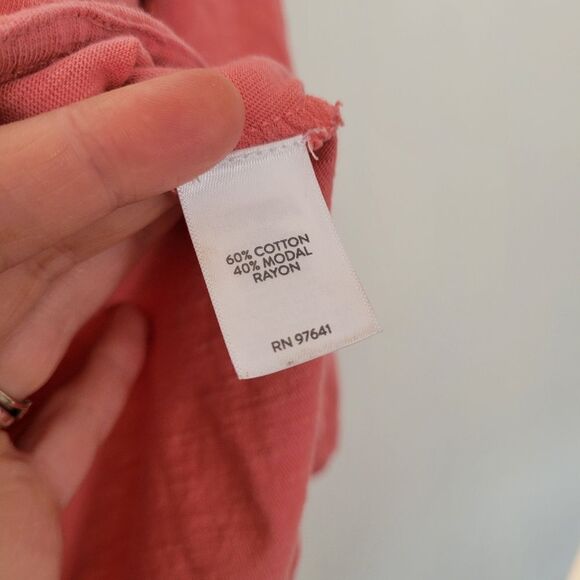 60% COTTON
40% MODAL
RAYON
RN 97641